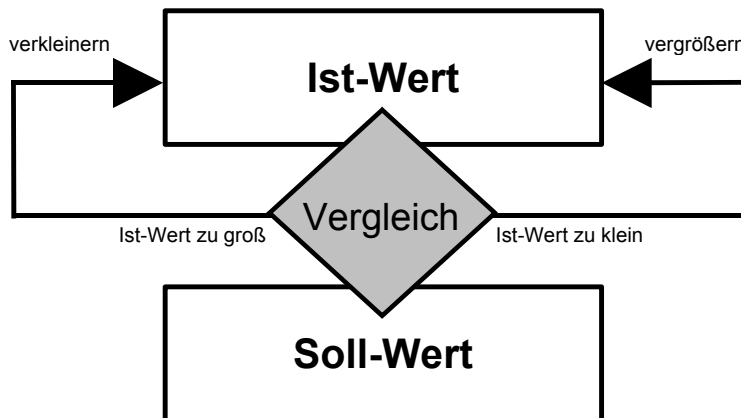 verkleinern
vergrößern
Ist-Wert
Vergleich
Ist-Wert zu groß
Ist-Wert zu klein
Soll-Wert